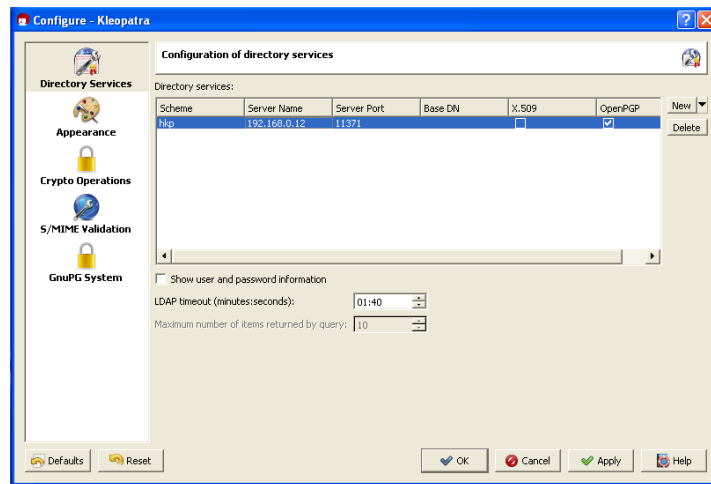 Configure - Kleopatra
Configuration of directory services
Directory Services
Appearance
Crypto Operations
S/MIME Validation
GnuPG System
Directory services:
Scheme Server Name Server Port Base DN X.509 OpenPGP
hkp 192.168.0.12 11371
New
Delete
Show user and password information
LDAP timeout (minutes:seconds): 01:40
Maximum number of items returned by query: 10
Defaults Reset OK Cancel Apply Help